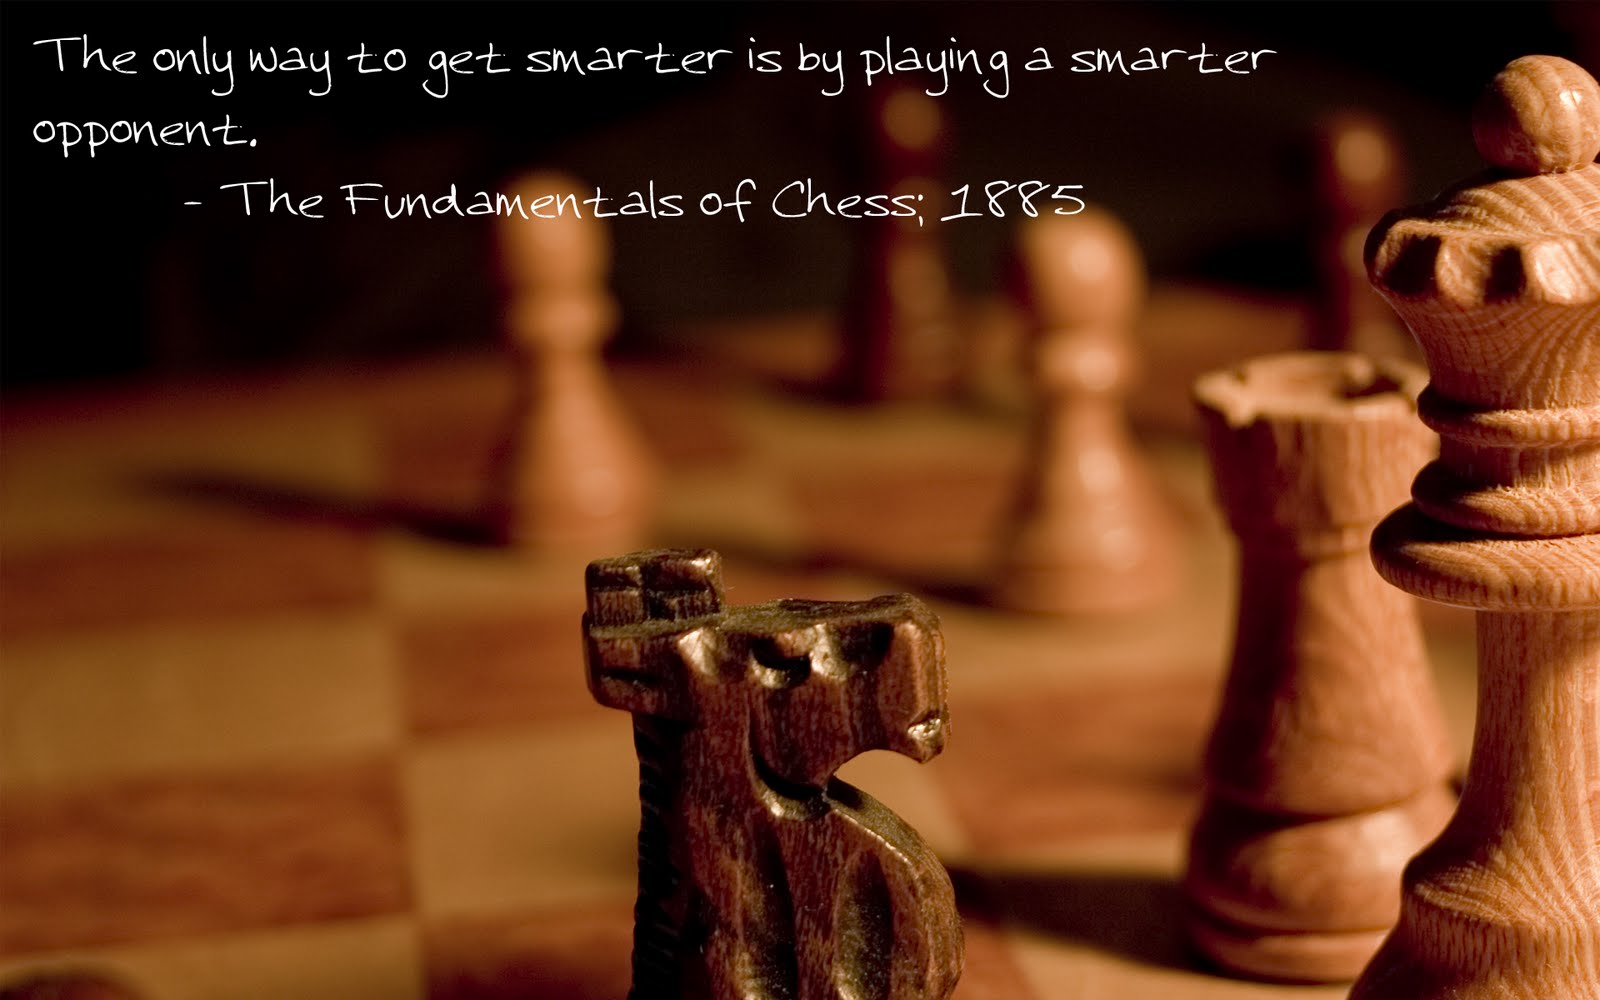 The only way to get smarter is by playing a smarter
opponent.
- The Fundamentals of Chess; 1885